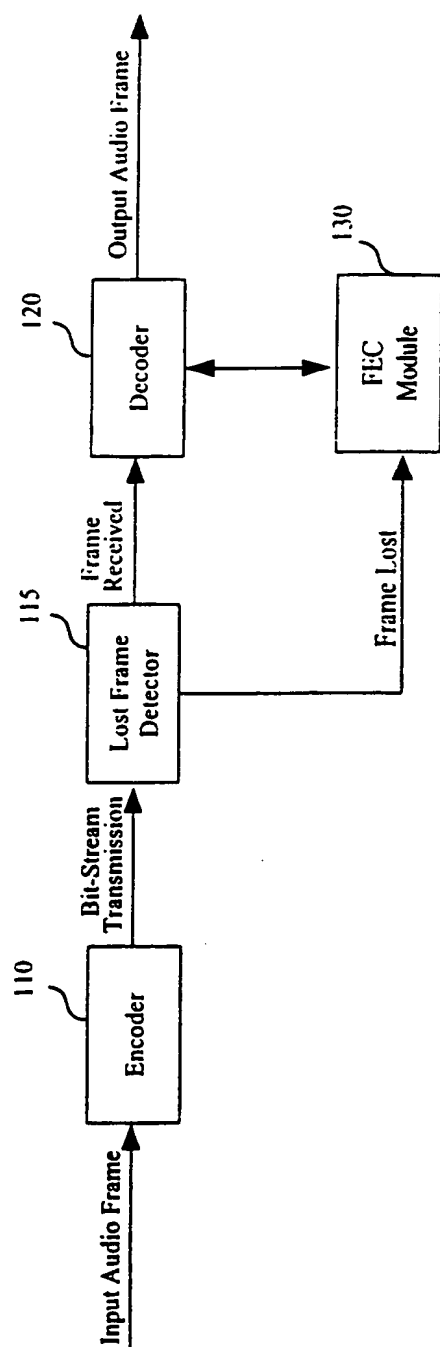 Input Audio Frame
110
Encoder
Bit-Stream
Transmission
115
Lost Frame
Detector
Frame
Received
Frame Lost
120
Decoder
130
FEC
Module
Output Audio Frame